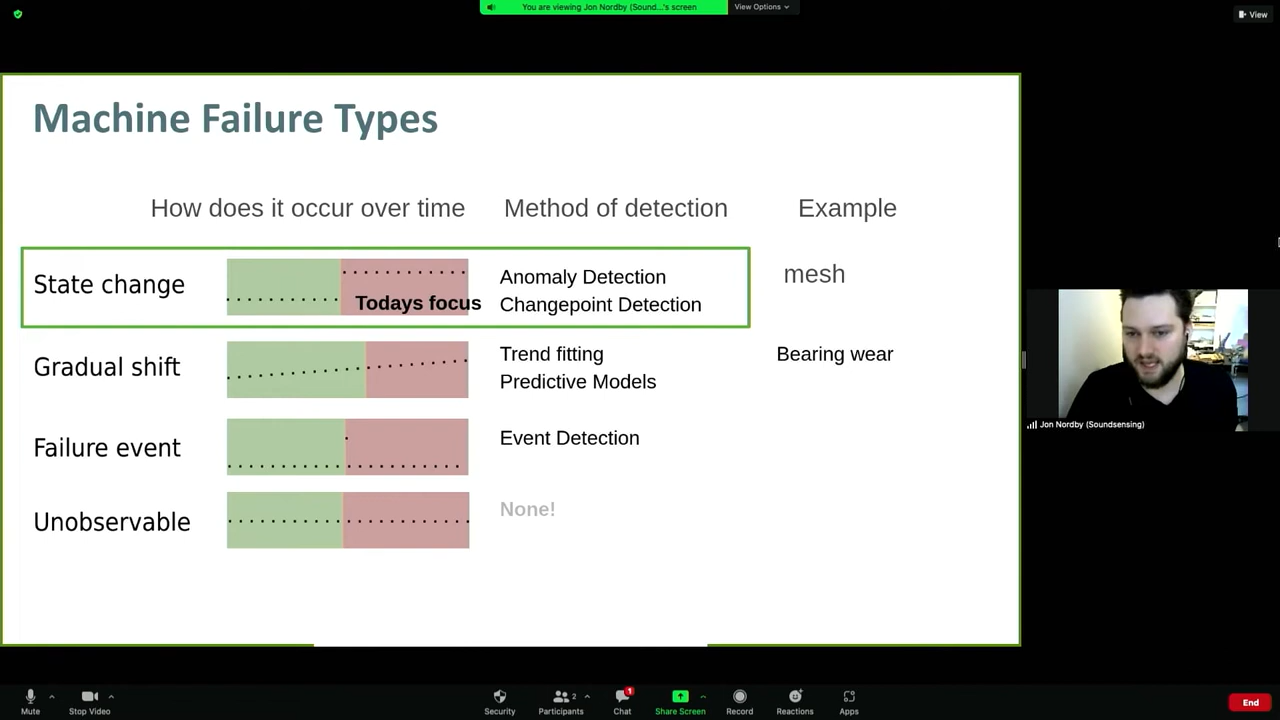 You are viewing Jon Nordby (Sound...'s screen
View Options
View
Machine Failure Types
How does it occur over time
Method of detection
Example
State change
Todays focus
Anomaly Detection
Changepoint Detection
mesh
Gradual shift
Trend fitting
Predictive Models
Bearing wear
Failure event
Event Detection
Unobservable
None!
Jon Nordby (Soundsensing)
Mute
Stop Video
Security
Participants
2
Chat
1
Share Screen
Record
Reactions
Apps
End